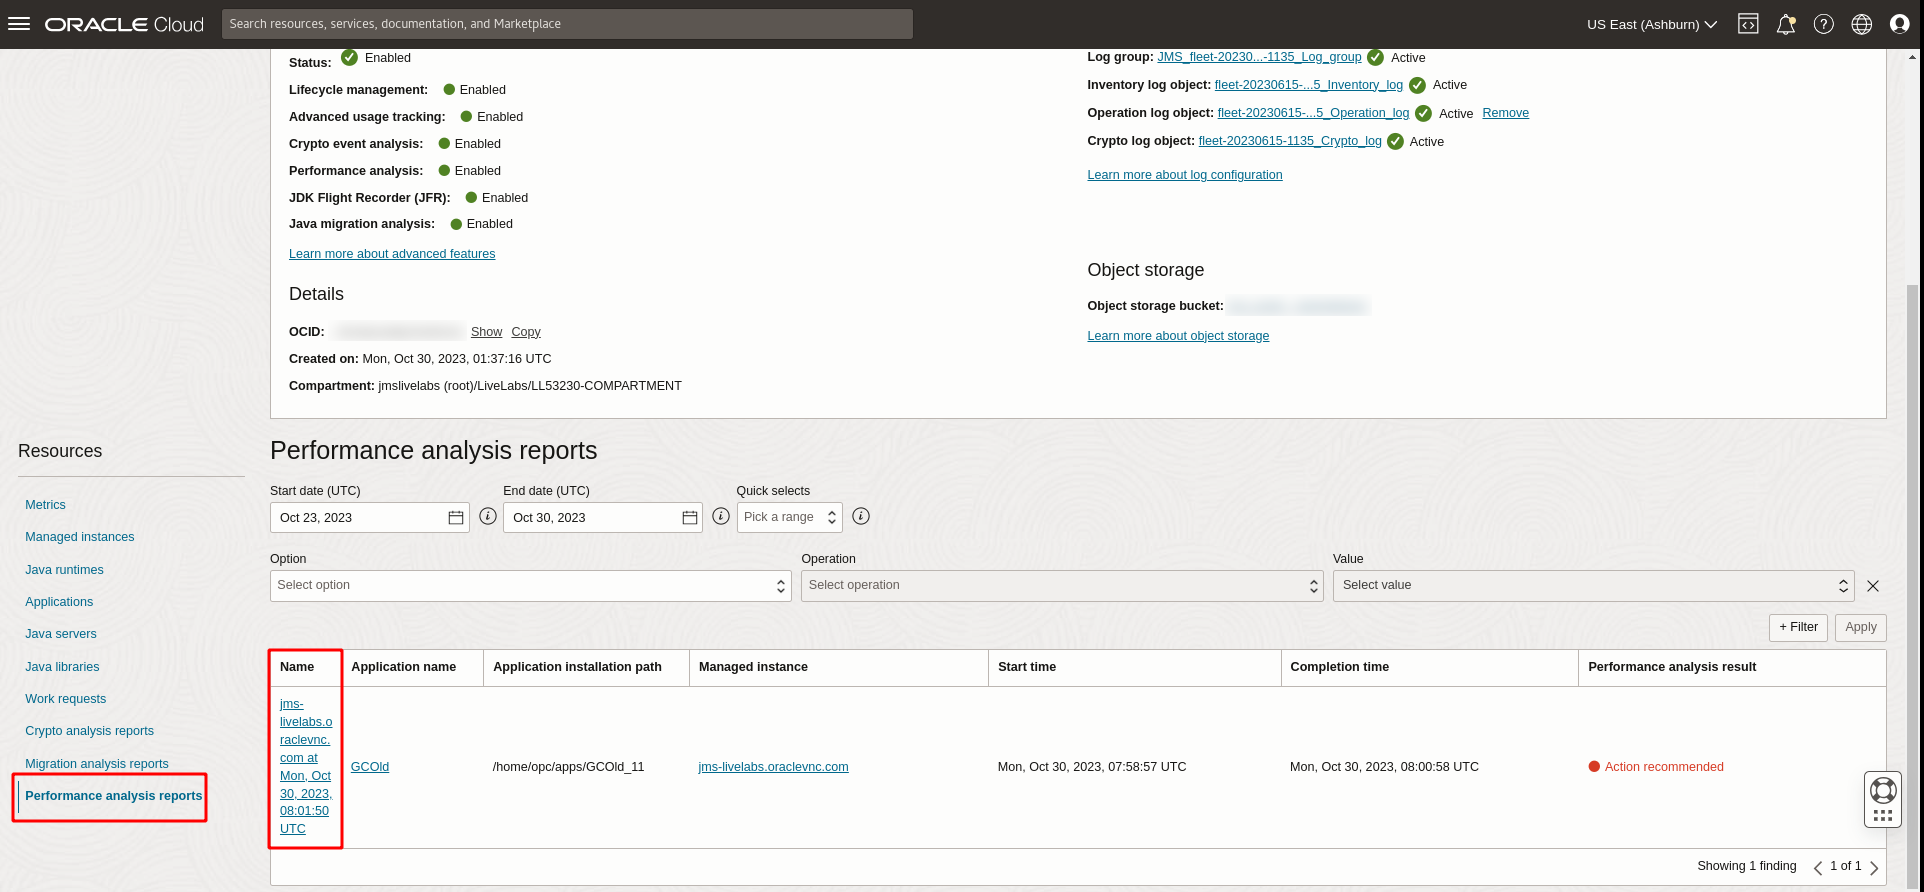 ORACLE Cloud
Search resources, services, documentation, and Marketplace
US East (Ashburn)
Status: Enabled
Lifecycle management: Enabled
Advanced usage tracking: Enabled
Crypto event analysis: Enabled
Performance analysis: Enabled
JDK Flight Recorder (JFR): Enabled
Java migration analysis: Enabled
Learn more about advanced features
Details
OCID: Show Copy
Created on: Mon, Oct 30, 2023, 01:37:16 UTC
Compartment: jmslivelabs (root)/LiveLabs/LL53230-COMPARTMENT
Log group: JMS_fleet-20230...-1135_Log_group Active
Inventory log object: fleet-20230615-...5_Inventory_log Active
Operation log object: fleet-20230615-...5_Operation_log Active Remove
Crypto log object: fleet-20230615-1135_Crypto_log Active
Learn more about log configuration
Object storage
Object storage bucket:
Learn more about object storage
Resources
Metrics
Managed instances
Java runtimes
Applications
Java servers
Java libraries
Work requests
Crypto analysis reports
Migration analysis reports
Performance analysis reports
Performance analysis reports
Start date (UTC) End date (UTC) Quick selects
Oct 23, 2023 Oct 30, 2023 Pick a range
Option Operation Value
Select option Select operation Select value
+ Filter Apply
Name Application name Application installation path Managed instance Start time Completion time Performance analysis result
jms-
livelabs.o
raclevnc.
com at
Mon, Oct
30, 2023,
08:01:50
UTC
GCOld /home/opc/apps/GCOld_11 jms-livelabs.oraclevnc.com Mon, Oct 30, 2023, 07:58:57 UTC Mon, Oct 30, 2023, 08:00:58 UTC Action recommended
Showing 1 finding 1 of 1